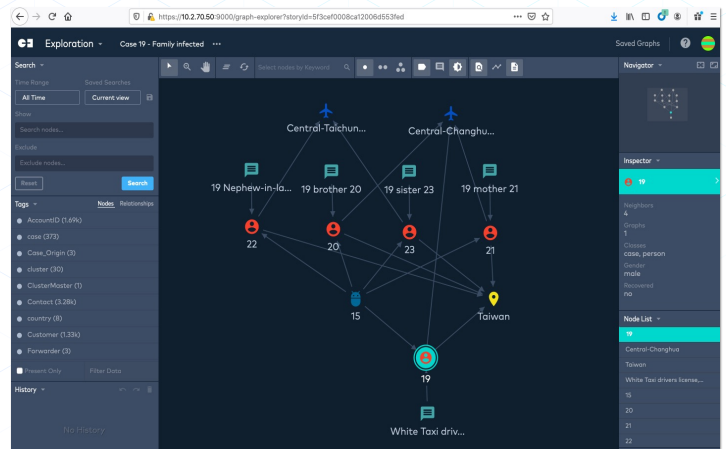 https://10.2.70.50:9000/graph-explorer?storyId=5f3cef0008ca12006d553fed
Exploration
Case 19 - Family infected
Saved Graphs
Search
Time Range
Saved Searches
All Time
Current view
Show
Search nodes...
Exclude
Exclude nodes...
Reset
Search
Tags
Nodes
Relationships
AccountID (1.69k)
case (373)
Case_Origin (3)
cluster (30)
ClusterMaster (1)
Contact (3.28k)
country (8)
Customer (1.33k)
Forwarder (3)
Present Only
Filter Data
History
No History
Select nodes by Keyword
Central-Taichun...
Central-Changhu...
19 Nephew-in-la...
19 brother 20
19 sister 23
19 mother 21
22
20
23
21
15
Taiwan
19
White Taxi driv...
Navigator
Inspector
19
Neighbors
4
Graphs
1
Classes
case, person
Gender
male
Recovered
no
Node List
19
Central-Changhua
Taiwan
White Taxi drivers license,...
15
20
21
22